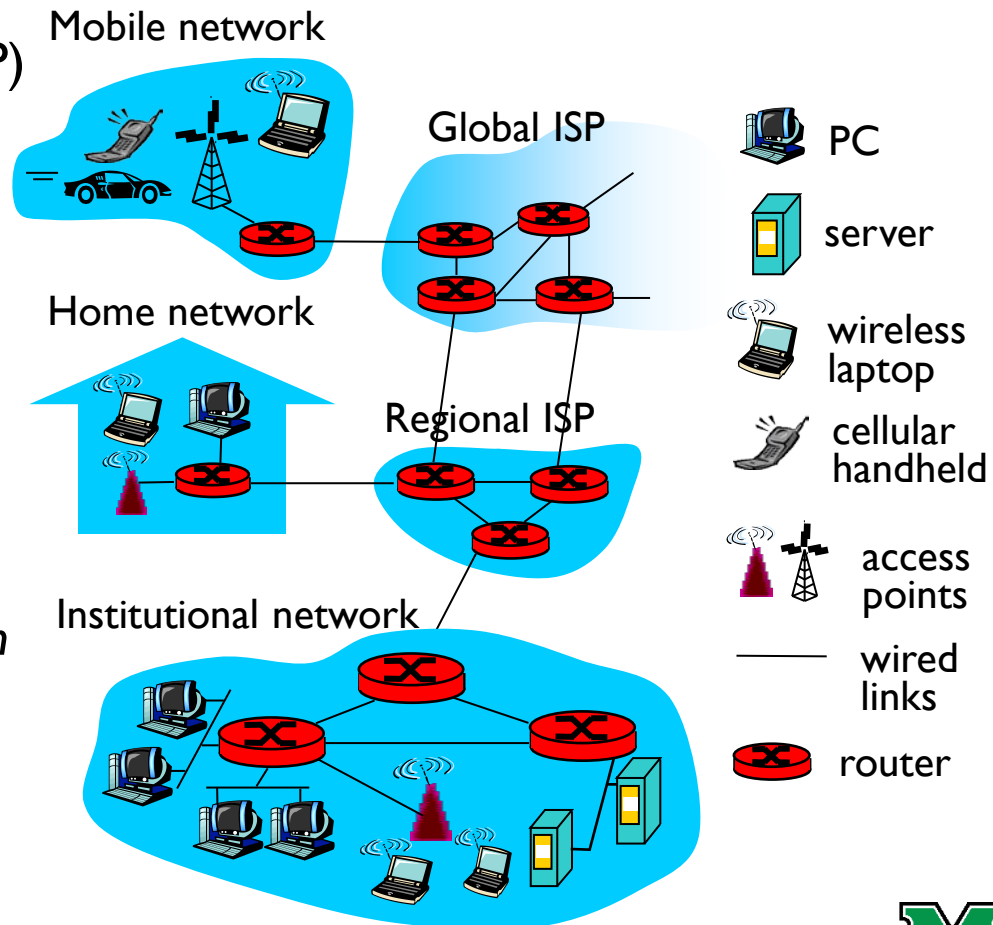 Mobile network
P)
Global ISP
PC
server
Home network
wireless
laptop
Regional ISP
cellular
handheld
access
points
Institutional network
n
wired
links
router